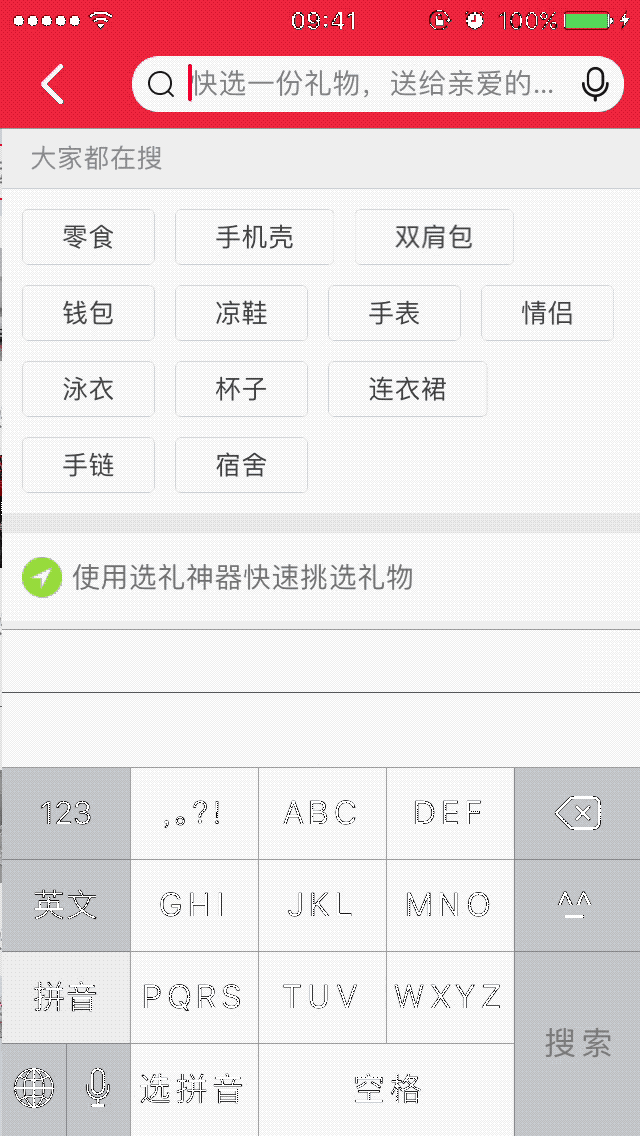 09:41 100%
快选一份礼物，送给亲爱的...
大家都在搜
零食 手机壳 双肩包
钱包 凉鞋 手表 情侣
泳衣 杯子 连衣裙
手链 宿舍
使用选礼神器快速挑选礼物
123 ,。?! ABC DEF
英文 GHI JKL MNO ^^
拼音 PQRS TUV WXYZ 搜索
选拼音 空格